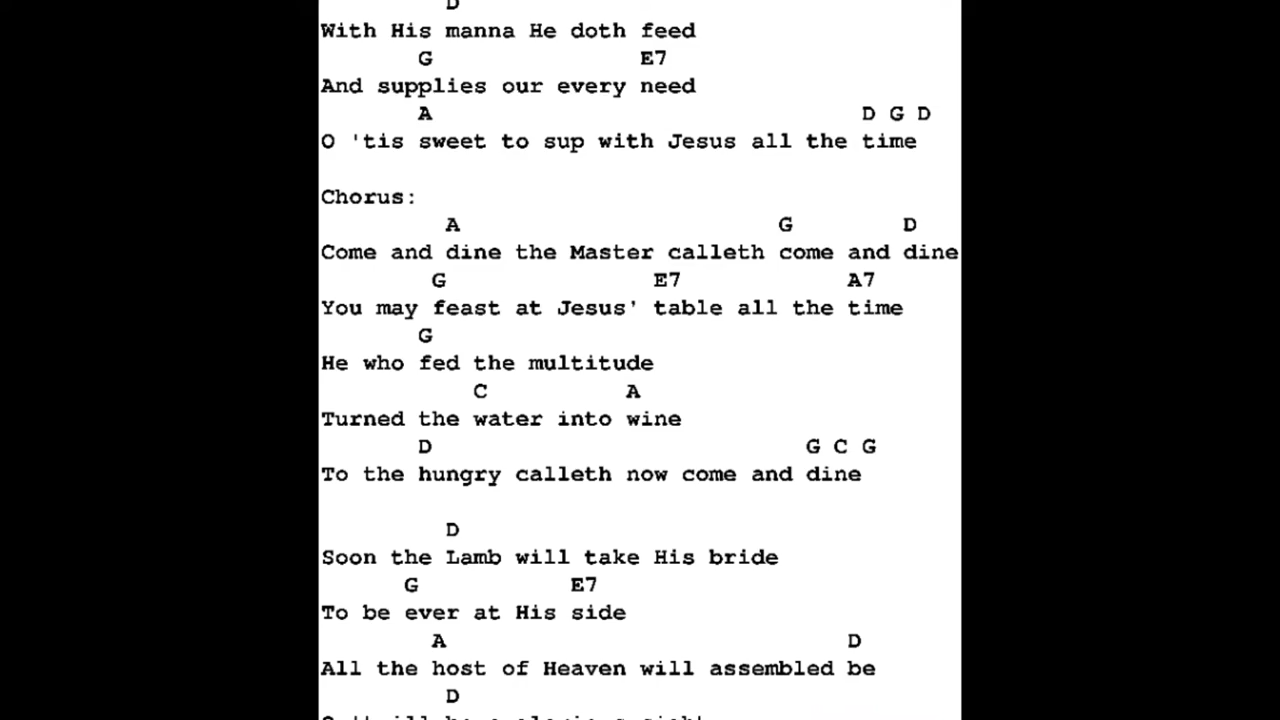 D
With His manna He doth feed
G E7
And supplies our every need
A D G D
O 'tis sweet to sup with Jesus all the time
Chorus:
A G D
Come and dine the Master calleth come and dine
G E7 A7
You may feast at Jesus' table all the time
G
He who fed the multitude
C A
Turned the water into wine
D G C G
To the hungry calleth now come and dine
D
Soon the Lamb will take His bride
G E7
To be ever at His side
A D
All the host of Heaven will assembled be
D